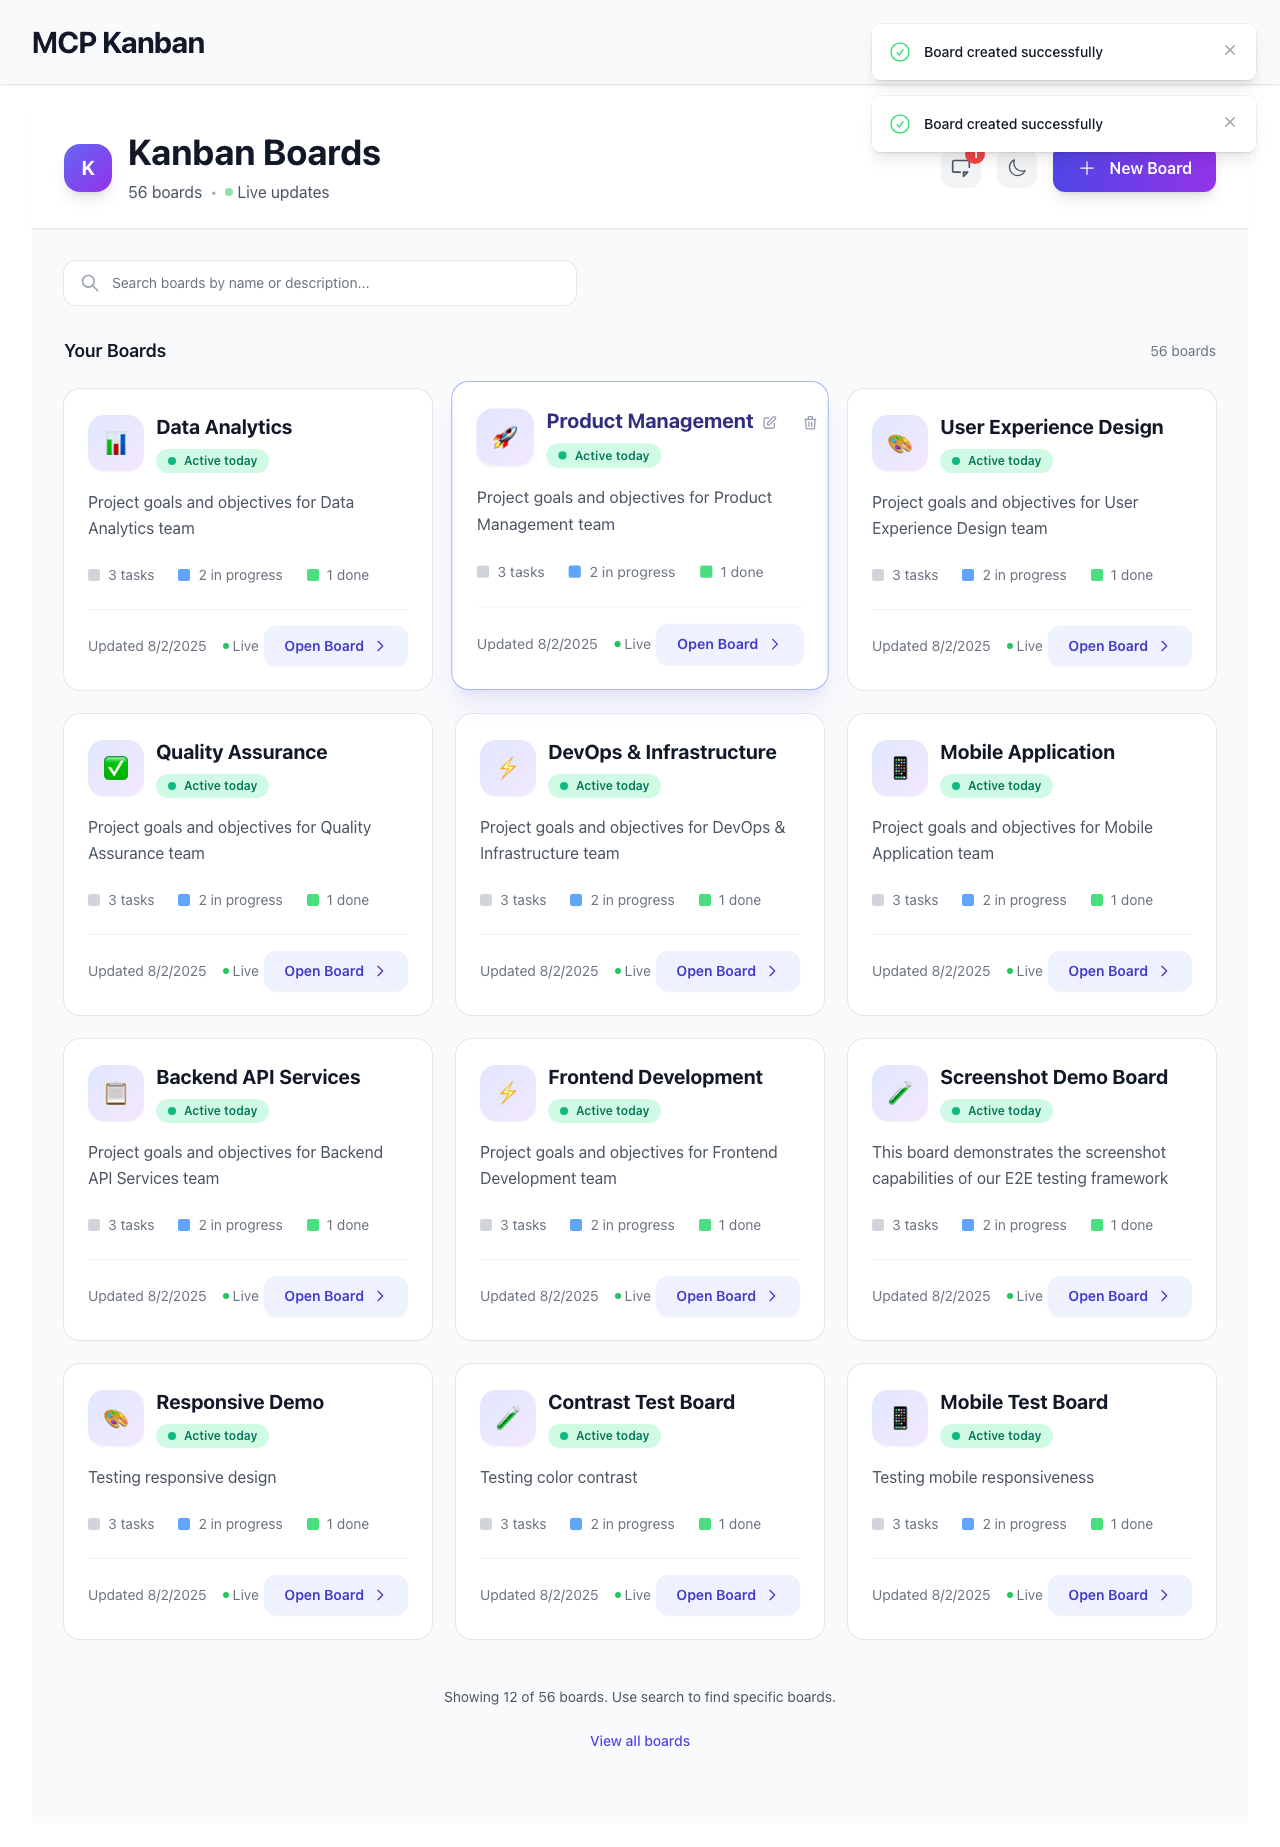 MCP Kanban
Board created successfully
Board created successfully
K
Kanban Boards
56 boards • Live updates
New Board
Search boards by name or description...
Your Boards
56 boards
Data Analytics
Active today
Project goals and objectives for Data
Analytics team
3 tasks 2 in progress 1 done
Updated 8/2/2025 Live Open Board
Product Management
Active today
Project goals and objectives for Product
Management team
3 tasks 2 in progress 1 done
Updated 8/2/2025 Live Open Board
User Experience Design
Active today
Project goals and objectives for User
Experience Design team
3 tasks 2 in progress 1 done
Updated 8/2/2025 Live Open Board
Quality Assurance
Active today
Project goals and objectives for Quality
Assurance team
3 tasks 2 in progress 1 done
Updated 8/2/2025 Live Open Board
DevOps & Infrastructure
Active today
Project goals and objectives for DevOps &
Infrastructure team
3 tasks 2 in progress 1 done
Updated 8/2/2025 Live Open Board
Mobile Application
Active today
Project goals and objectives for Mobile
Application team
3 tasks 2 in progress 1 done
Updated 8/2/2025 Live Open Board
Backend API Services
Active today
Project goals and objectives for Backend
API Services team
3 tasks 2 in progress 1 done
Updated 8/2/2025 Live Open Board
Frontend Development
Active today
Project goals and objectives for Frontend
Development team
3 tasks 2 in progress 1 done
Updated 8/2/2025 Live Open Board
Screenshot Demo Board
Active today
This board demonstrates the screenshot
capabilities of our E2E testing framework
3 tasks 2 in progress 1 done
Updated 8/2/2025 Live Open Board
Responsive Demo
Active today
Testing responsive design
3 tasks 2 in progress 1 done
Updated 8/2/2025 Live Open Board
Contrast Test Board
Active today
Testing color contrast
3 tasks 2 in progress 1 done
Updated 8/2/2025 Live Open Board
Mobile Test Board
Active today
Testing mobile responsiveness
3 tasks 2 in progress 1 done
Updated 8/2/2025 Live Open Board
Showing 12 of 56 boards. Use search to find specific boards.
View all boards